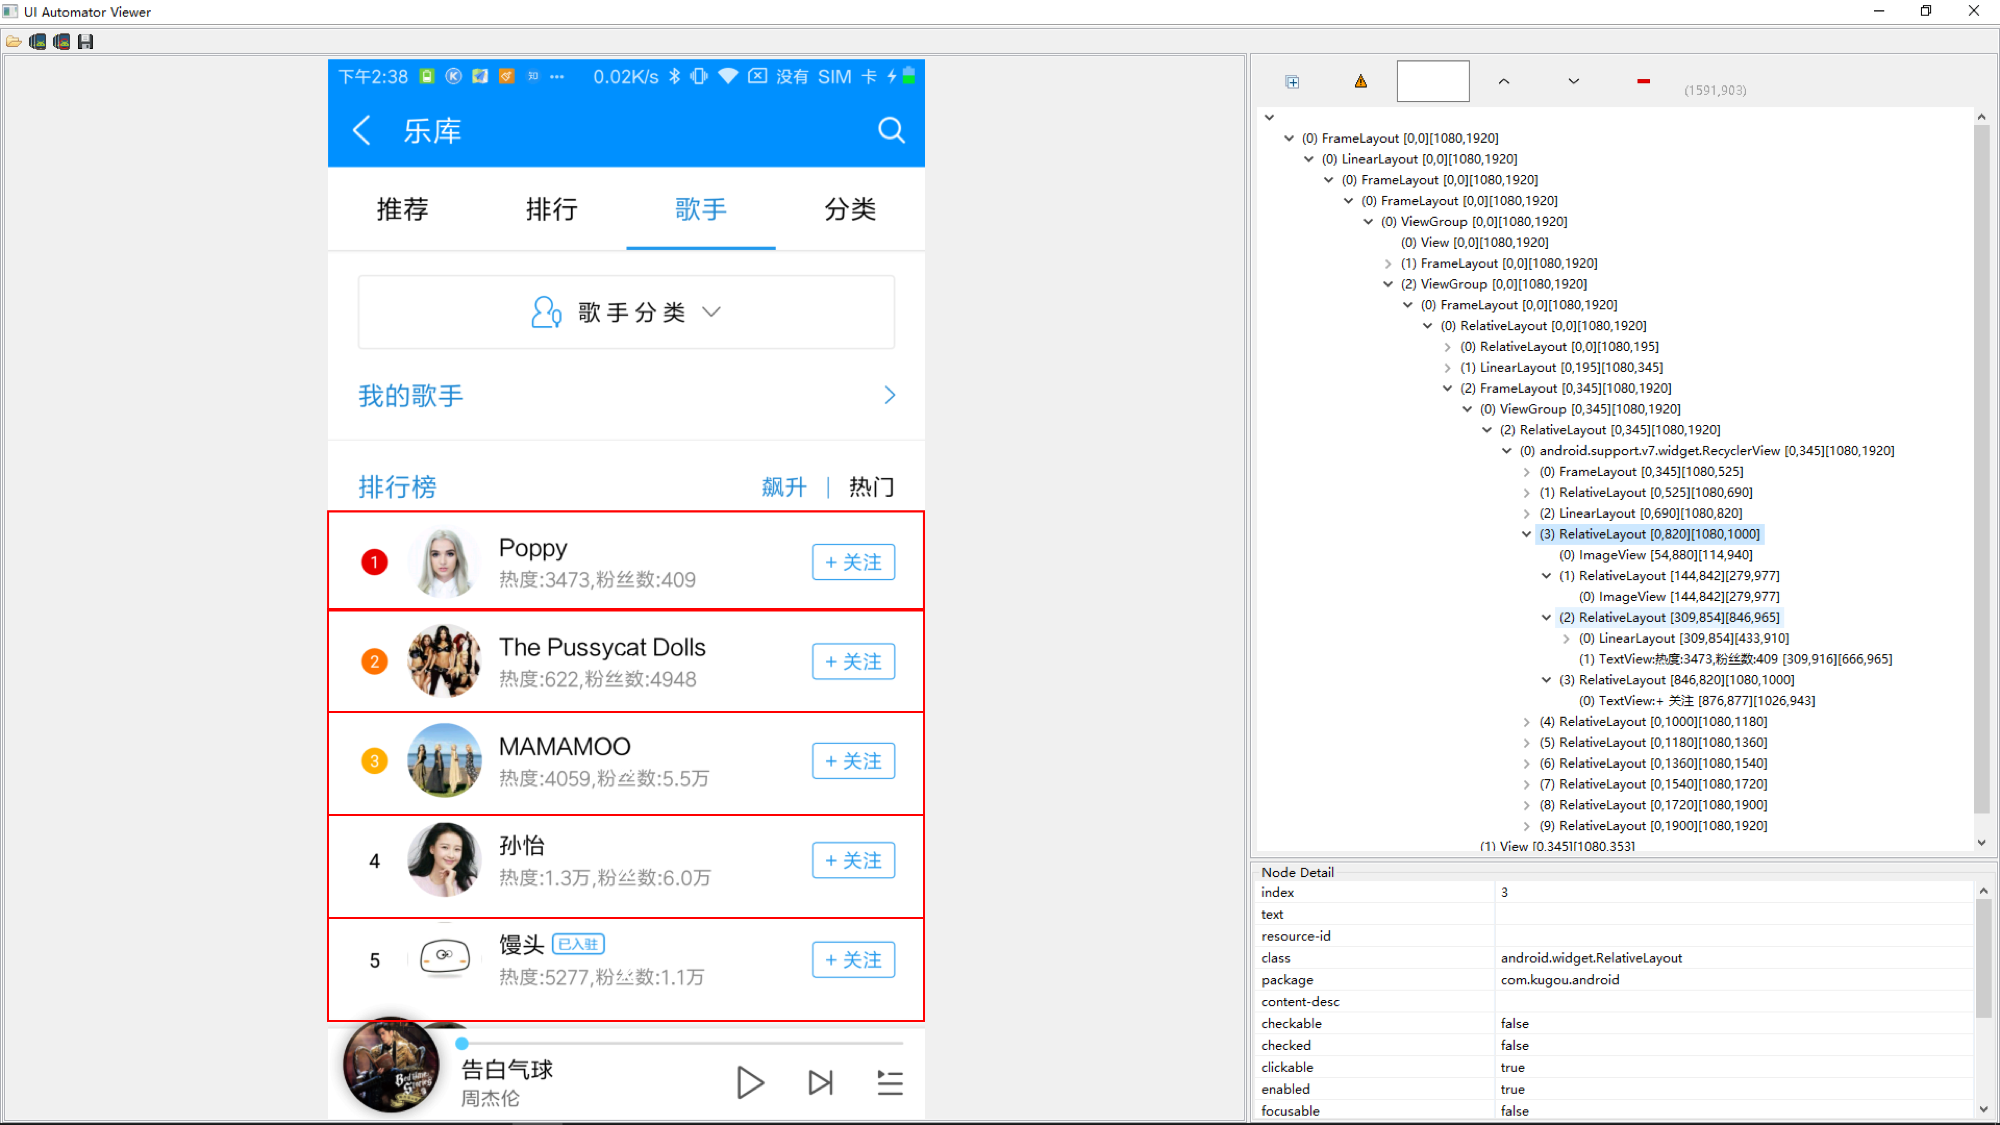 UI Automator Viewer
下午2:38 0.02K/s 没有 SIM 卡
乐库
推荐 排行 歌手 分类
歌手分类
我的歌手
排行榜 飙升 | 热门
1 Poppy
热度:3473,粉丝数:409
+ 关注
2 The Pussycat Dolls
热度:622,粉丝数:4948
+ 关注
3 MAMAMOO
热度:4059,粉丝数:5.5万
+ 关注
4 孙怡
热度:1.3万,粉丝数:6.0万
+ 关注
5 馒头 已入驻
热度:5277,粉丝数:1.1万
+ 关注
告白气球
周杰伦
(1591,903)
(0) FrameLayout [0,0][1080,1920]
(0) LinearLayout [0,0][1080,1920]
(0) FrameLayout [0,0][1080,1920]
(0) FrameLayout [0,0][1080,1920]
(0) ViewGroup [0,0][1080,1920]
(0) View [0,0][1080,1920]
(1) FrameLayout [0,0][1080,1920]
(2) ViewGroup [0,0][1080,1920]
(0) FrameLayout [0,0][1080,1920]
(0) RelativeLayout [0,0][1080,1920]
(0) RelativeLayout [0,0][1080,195]
(1) LinearLayout [0,195][1080,345]
(2) FrameLayout [0,345][1080,1920]
(0) ViewGroup [0,345][1080,1920]
(2) RelativeLayout [0,345][1080,1920]
(0) android.support.v7.widget.RecyclerView [0,345][1080,1920]
(0) FrameLayout [0,345][1080,525]
(1) RelativeLayout [0,525][1080,690]
(2) LinearLayout [0,690][1080,820]
(3) RelativeLayout [0,820][1080,1000]
(0) ImageView [54,880][114,940]
(1) RelativeLayout [144,842][279,977]
(0) ImageView [144,842][279,977]
(2) RelativeLayout [309,854][846,965]
(0) LinearLayout [309,854][433,910]
(1) TextView:热度:3473,粉丝数:409 [309,916][666,965]
(3) RelativeLayout [846,820][1080,1000]
(0) TextView:+ 关注 [876,877][1026,943]
(4) RelativeLayout [0,1000][1080,1180]
(5) RelativeLayout [0,1180][1080,1360]
(6) RelativeLayout [0,1360][1080,1540]
(7) RelativeLayout [0,1540][1080,1720]
(8) RelativeLayout [0,1720][1080,1900]
(9) RelativeLayout [0,1900][1080,1920]
(1) View [0,345][1080,353]
Node Detail
index 3
text
resource-id
class android.widget.RelativeLayout
package com.kugou.android
content-desc
checkable false
checked false
clickable true
enabled true
focusable false